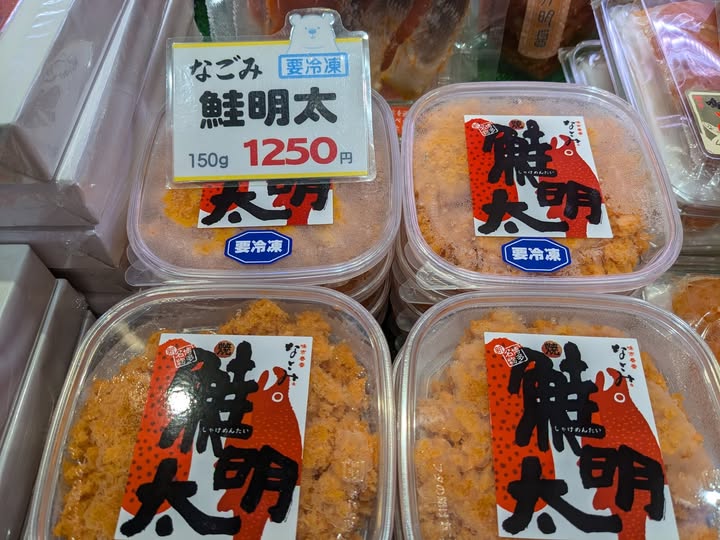 なごみ
要冷凍
鮭明太
150g 1250円
太明
要冷凍
焼
なごみ
鮭
しゃけめんたい
明
太
要冷凍
焼
なごみ
鮭
しゃけめんたい
明
太
焼
なごみ
鮭
しゃけめんたい
明
太